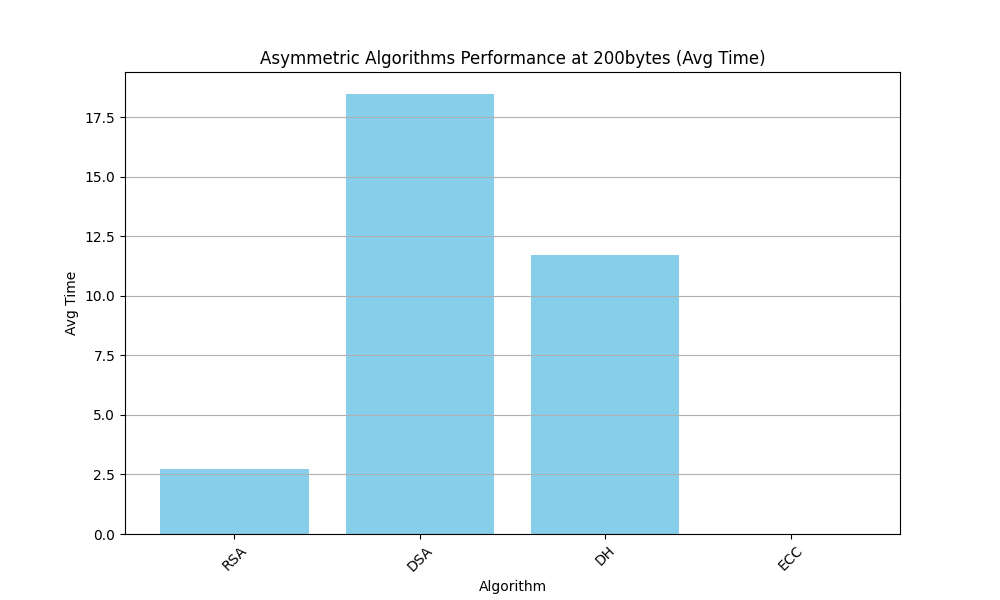 Asymmetric Algorithms Performance at 200bytes (Avg Time)
17.5
15.0
12.5
10.0
7.5
5.0
2.5
0.0
Avg Time
RSA
DSA
DH
ECC
Algorithm